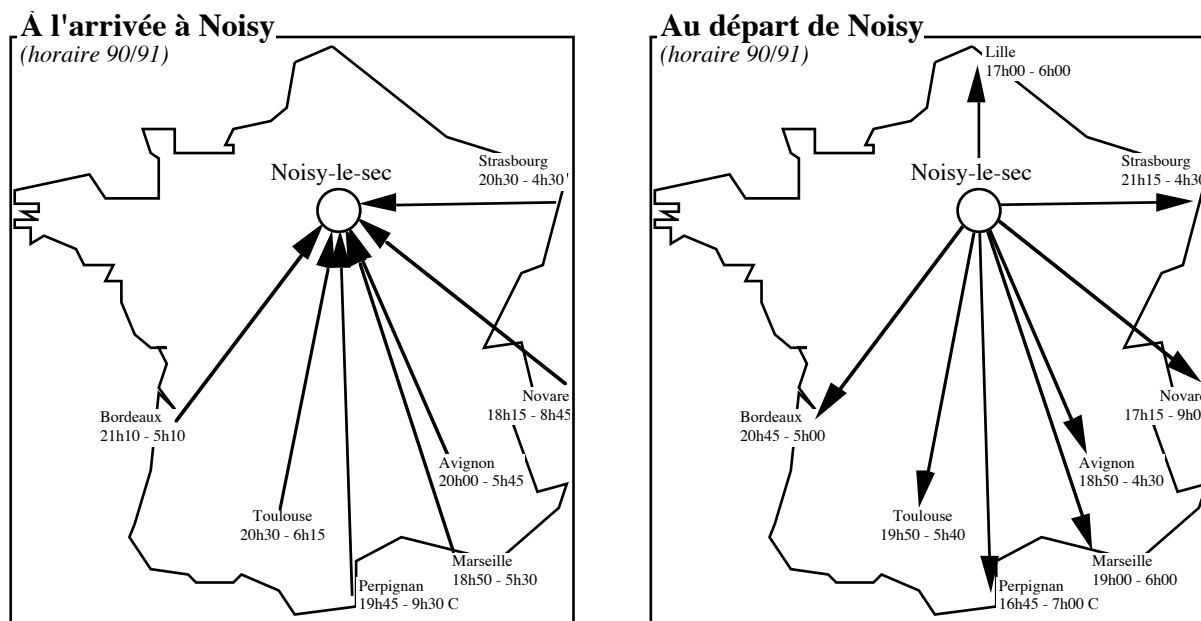 À l'arrivée à Noisy
(horaire 90/91)
Noisy-le-sec
Strasbourg
20h30 - 4h30
Novare
18h15 - 8h45
Bordeaux
21h10 - 5h10
Avignon
20h00 - 5h45
Toulouse
20h30 - 6h15
Marseille
18h50 - 5h30
Perpignan
19h45 - 9h30 C
Au départ de Noisy
(horaire 90/91)
Lille
17h00 - 6h00
Noisy-le-sec
Strasbourg
21h15 - 4h30
Novare
17h15 - 9h0
Bordeaux
20h45 - 5h00
Avignon
18h50 - 4h30
Toulouse
19h50 - 5h40
Marseille
19h00 - 6h00
Perpignan
16h45 - 7h00 C